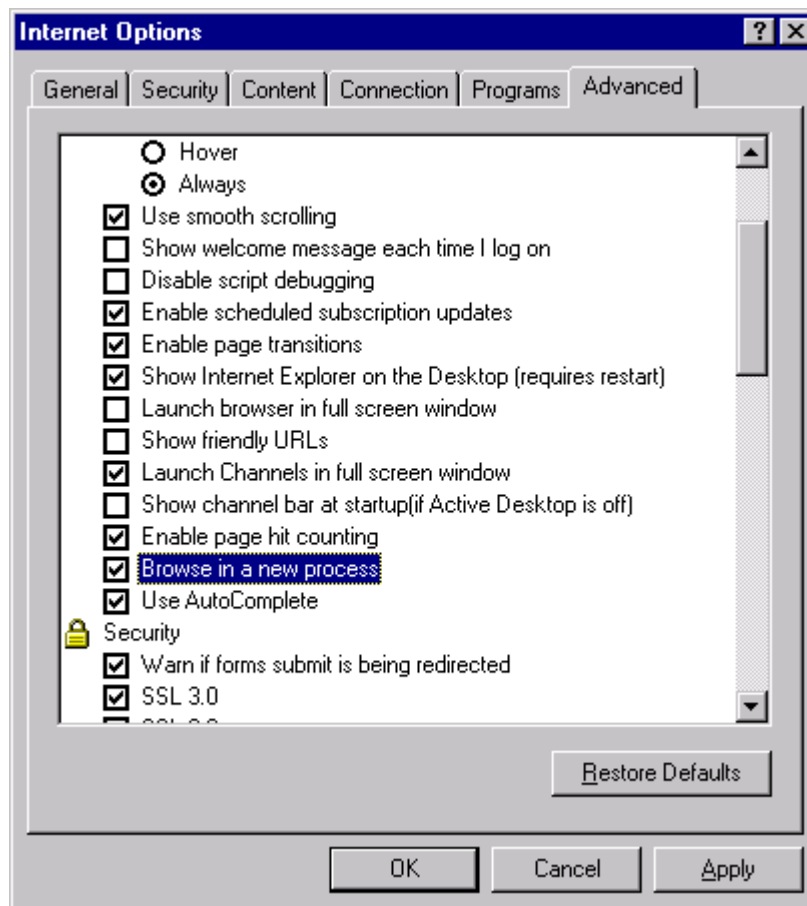 Internet Options
General Security Content Connection Programs Advanced
Hover
Always
Use smooth scrolling
Show welcome message each time I log on
Disable script debugging
Enable scheduled subscription updates
Enable page transitions
Show Internet Explorer on the Desktop (requires restart)
Launch browser in full screen window
Show friendly URLs
Launch Channels in full screen window
Show channel bar at startup(if Active Desktop is off)
Enable page hit counting
Browse in a new process
Use AutoComplete
Security
Warn if forms submit is being redirected
SSL 3.0
Restore Defaults
OK Cancel Apply